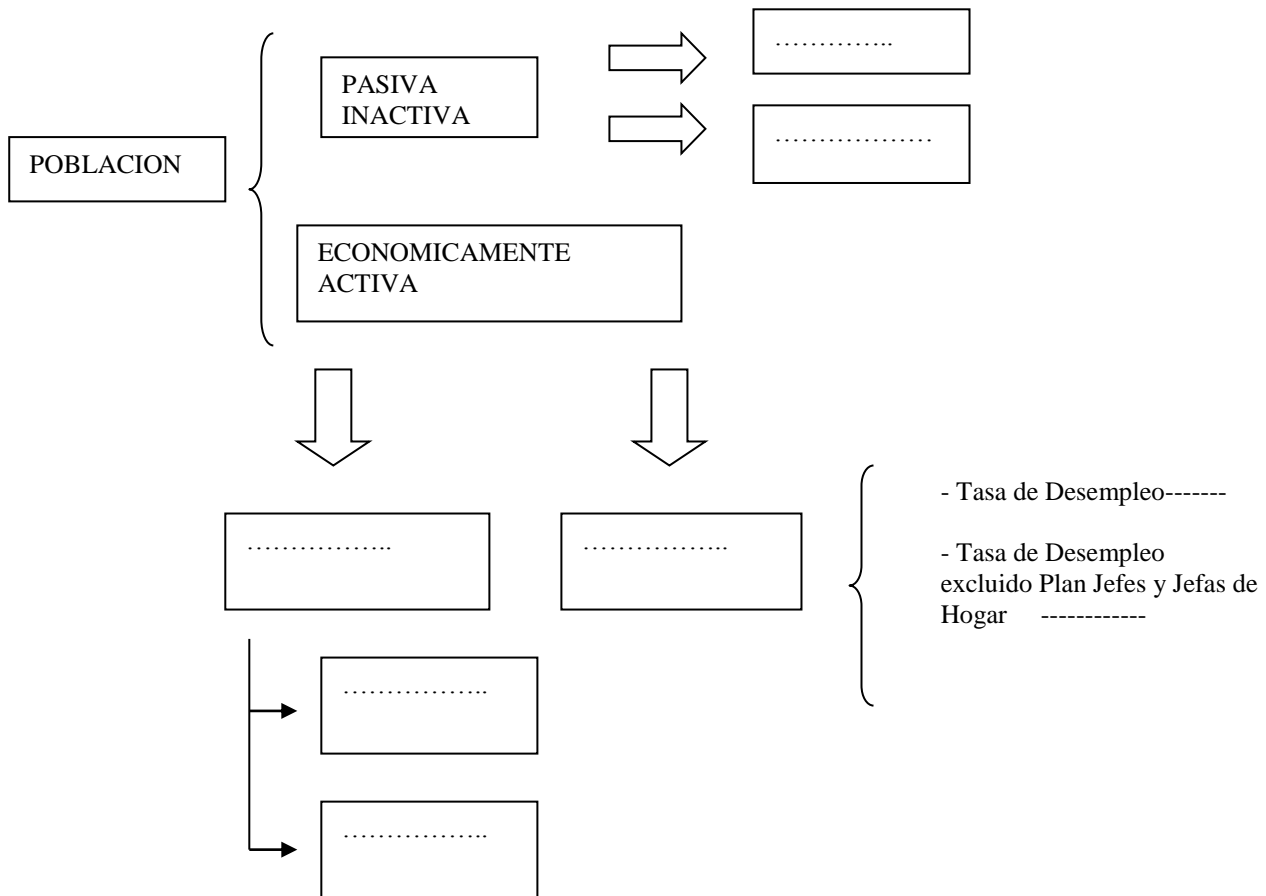 …………..
PASIVA
INACTIVA
………………
POBLACION
ECONOMICAMENTE
ACTIVA
- Tasa de Desempleo-------
…………….. 
……………..
- Tasa de Desempleo
excluido Plan Jefes y Jefas de
Hogar ------------
……………..
……………..